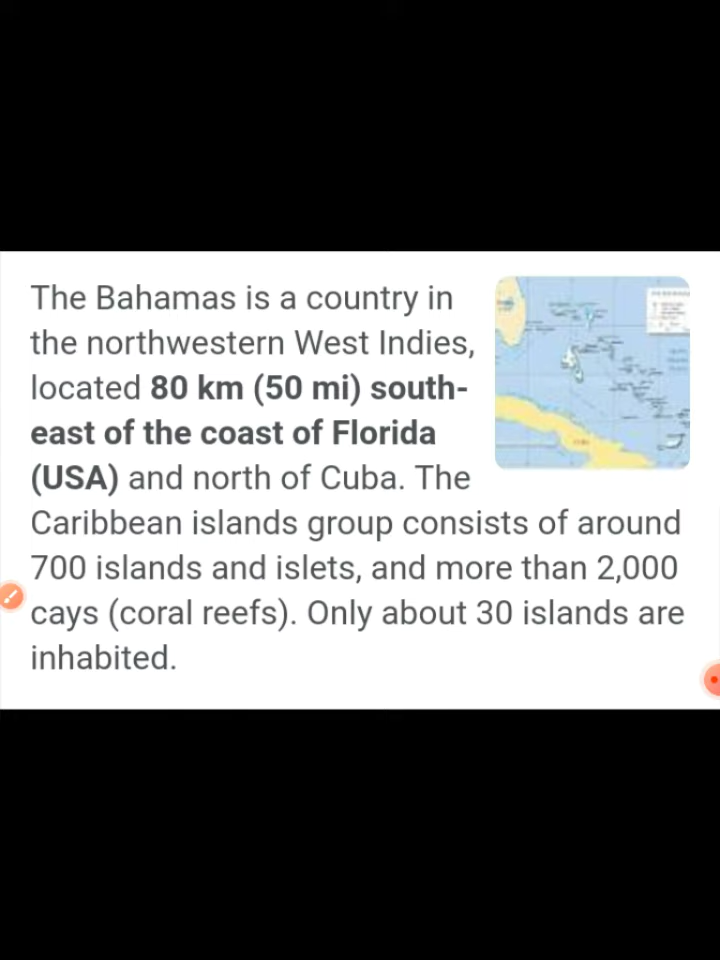 The Bahamas is a country in
the northwestern West Indies,
located 80 km (50 mi) south-
east of the coast of Florida
(USA) and north of Cuba. The
Caribbean islands group consists of around
700 islands and islets, and more than 2,000
cays (coral reefs). Only about 30 islands are
inhabited.